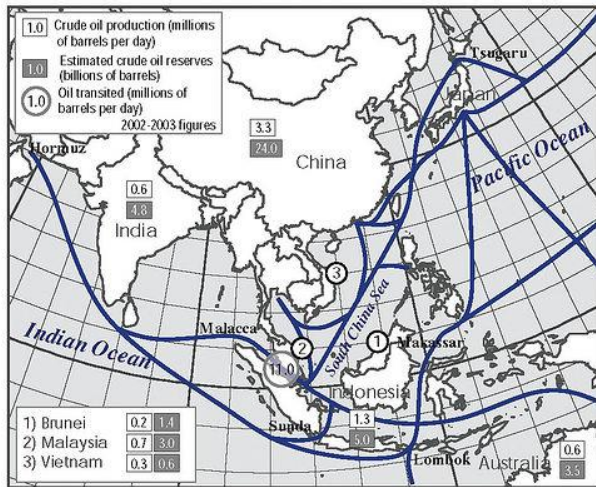 1.0 Crude oil production (millions
of barrels per day)
1.0 Estimated crude oil reserves
(billions of barrels)
1.0 Oil transited (millions of
barrels per day)
2002-2003 figures
Tsugaru
Japan
Hormuz
3.3
24.0
China
Pacific Ocean
0.6
4.8
India
3
South China Sea
Malacca
Indian Ocean
2
1
Makassar
11.0
Indonesia
1.3
5.0
Sunda
Lombok
Australia
0.6
3.5
1) Brunei 0.2 1.4
2) Malaysia 0.7 3.0
3) Vietnam 0.3 0.6